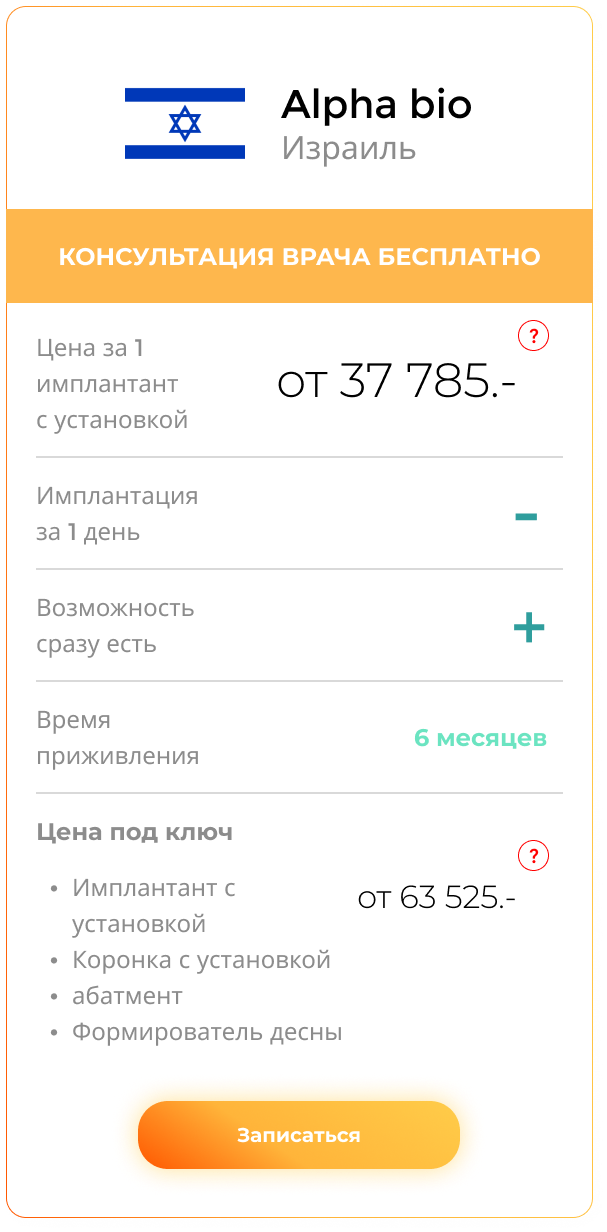 Alpha bio
Израиль
КОНСУЛЬТАЦИЯ ВРАЧА БЕСПЛАТНО
Цена за 1
имплантант
с установкой
?
от 37 785.-
Имплантация
за 1 день
-
Возможность
сразу есть
+
Время
приживления
6 месяцев
Цена под ключ
?
• Имплантант с
установкой
от 63 525.-
• Коронка с установкой
• абатмент
• Формирователь десны
Записаться